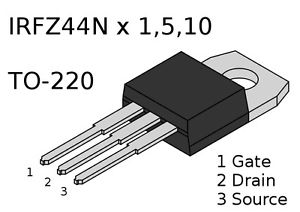 IRFZ44N x 1,5,10
TO-220
1
2
3
1 Gate
2 Drain
3 Source